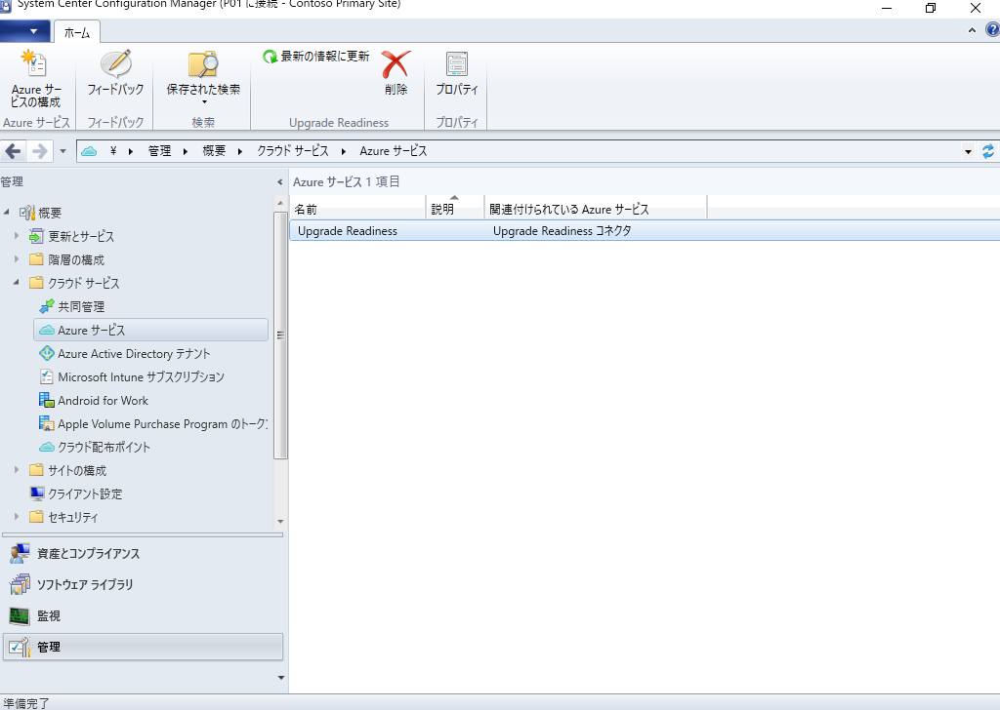 System Center Configuration Manager (P01 に接続 - Contoso Primary Site)
ホーム
Azure サービスの構成
フィードバック
保存された検索
最新の情報に更新
削除
プロパティ
Azure サービス
フィードバック
検索
Upgrade Readiness
プロパティ
¥ 管理 概要 クラウド サービス Azure サービス
管理
Azure サービス 1 項目
名前 説明 関連付けられている Azure サービス
Upgrade Readiness Upgrade Readiness コネクタ
概要
更新とサービス
階層の構成
クラウド サービス
共同管理
Azure サービス
Azure Active Directory テナント
Microsoft Intune サブスクリプション
Android for Work
Apple Volume Purchase Program のトークン
クラウド配布ポイント
サイトの構成
クライアント設定
セキュリティ
資産とコンプライアンス
ソフトウェア ライブラリ
監視
管理
準備完了